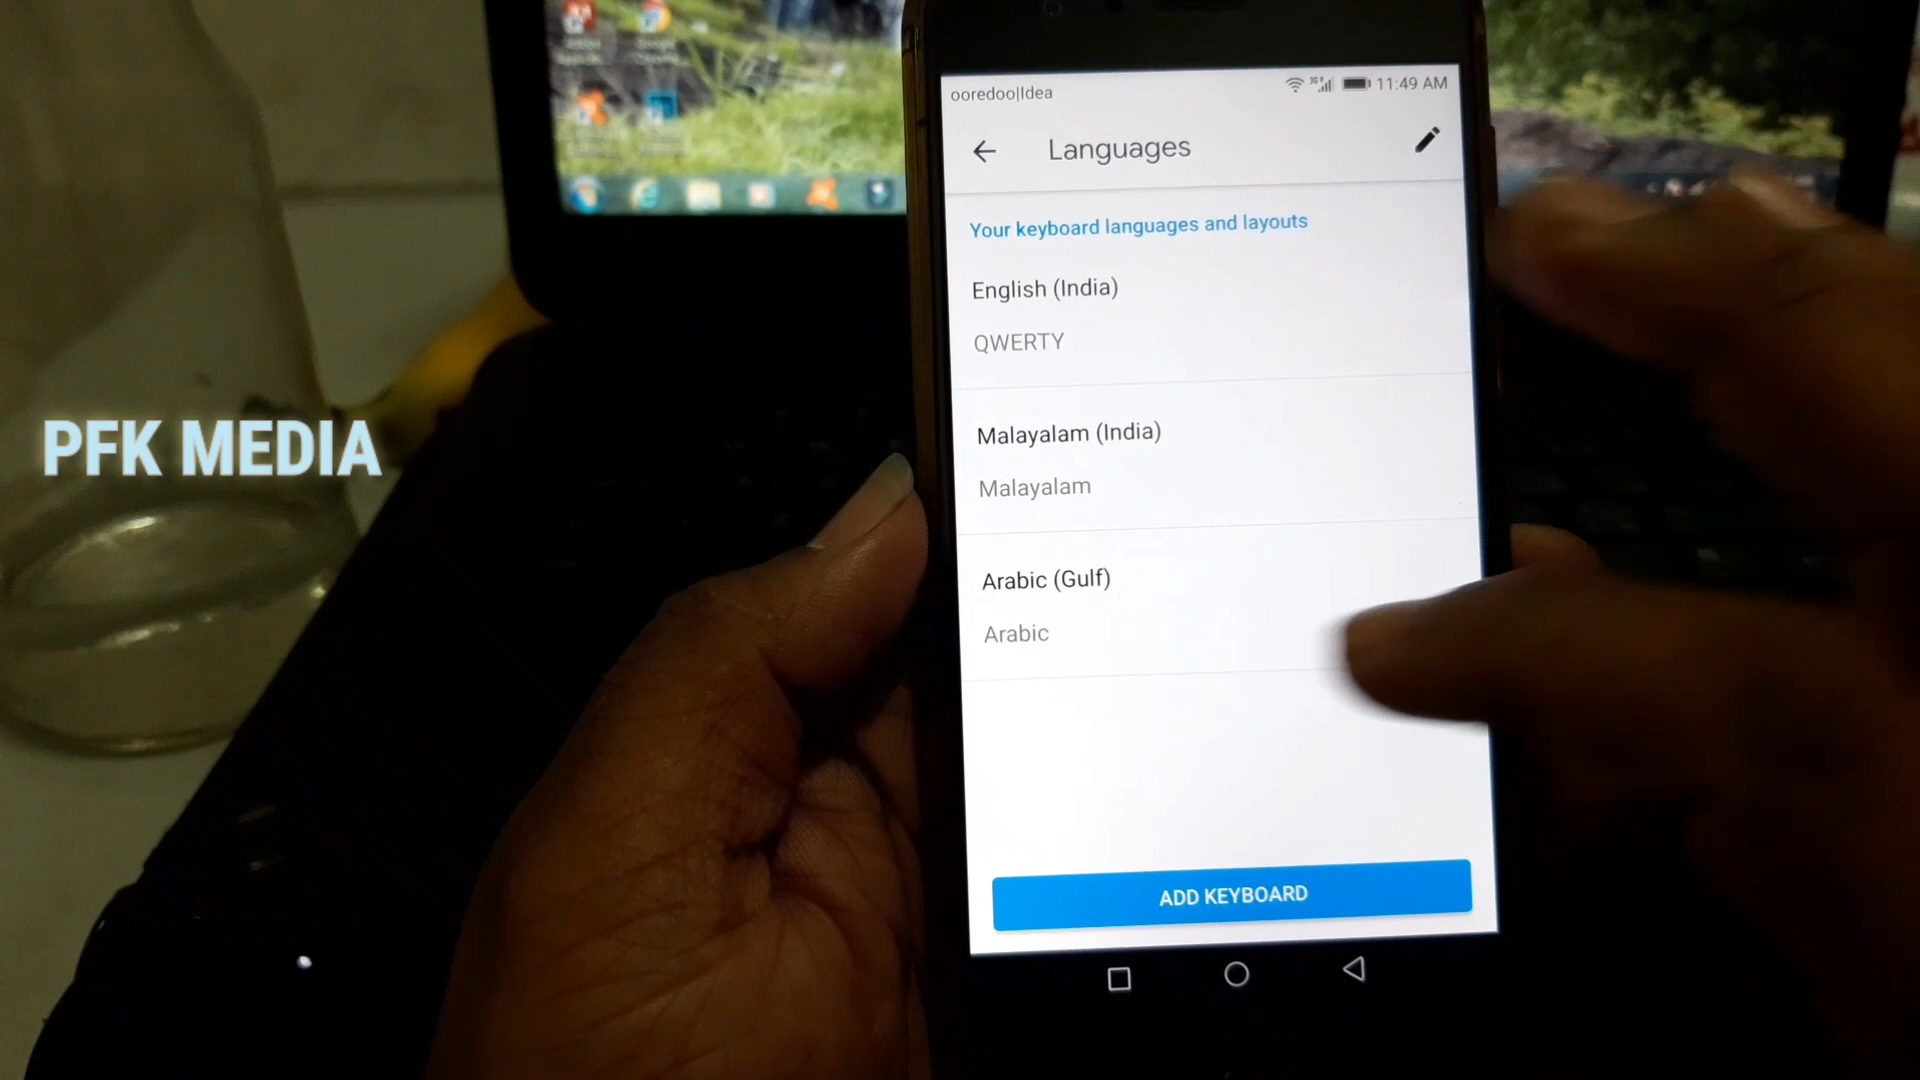 ooredoo|Idea
11:49 AM
Languages
Your keyboard languages and layouts
English (India)
QWERTY
Malayalam (India)
Malayalam
Arabic (Gulf)
Arabic
ADD KEYBOARD
PFK MEDIA